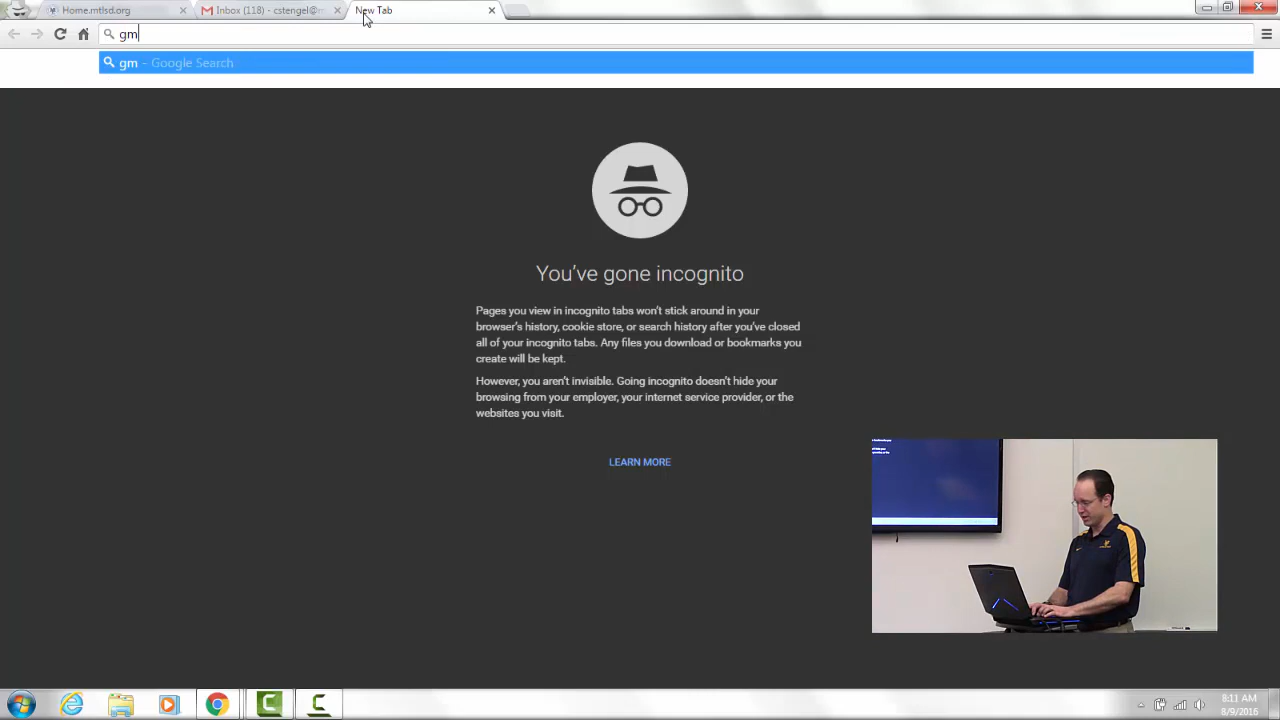 Home.mtlsd.org
Inbox (118) - cstengel@m
New Tab
gm
gm - Google Search
You've gone incognito
Pages you view in incognito tabs won't stick around in your
browser's history, cookie store, or search history after you've closed
all of your incognito tabs. Any files you download or bookmarks you
create will be kept.
However, you aren't invisible. Going incognito doesn't hide your
browsing from your employer, your internet service provider, or the
websites you visit.
LEARN MORE
8:11 AM
8/9/2016